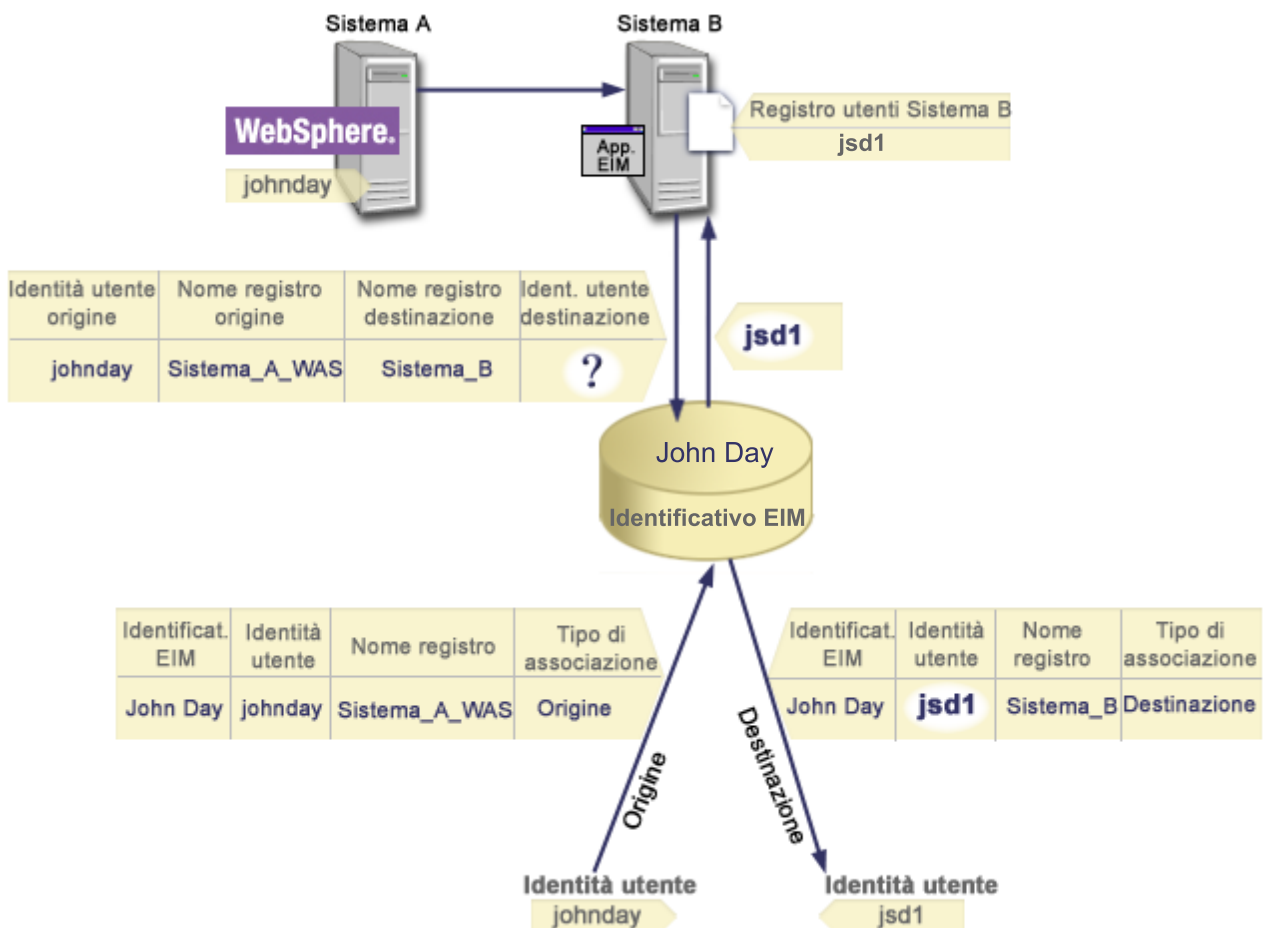 Sistema A
Sistema B
WebSphere.
johnday
App.
EIM
Registro utenti Sistema B
jsd1
Identità utente
origine
Nome registro
origine
Nome registro
destinazione
Ident. utente
destinazione
johnday
Sistema_A_WAS
Sistema_B
?
jsd1
John Day
Identificativo EIM
Identificat.
EIM
Identità
utente
Nome registro
Tipo di
associazione
John Day
johnday
Sistema_A_WAS
Origine
Identificat.
EIM
Identità
utente
Nome
registro
Tipo di
associazione
John Day
jsd1
Sistema_B
Destinazione
Origine
Destinazione
Identità utente
johnday
Identità utente
jsd1